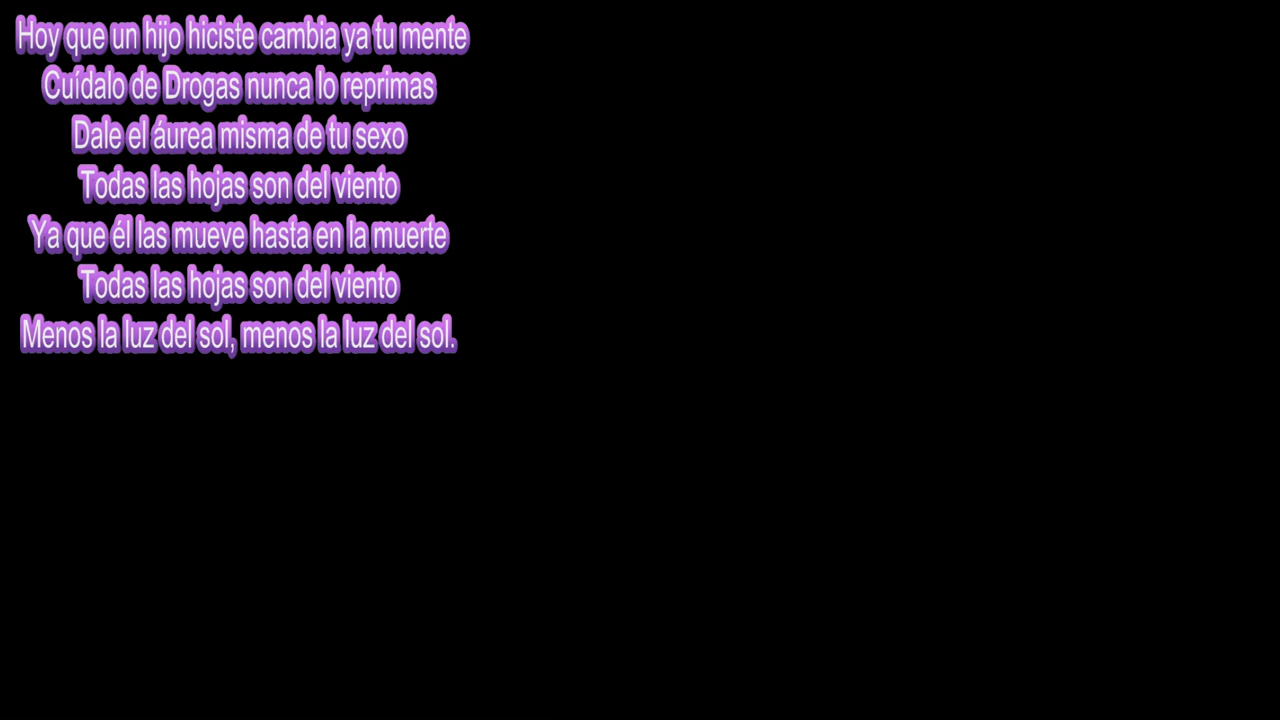 Hoy que un hijo hiciste cambia ya tu mente
Cuídalo de Drogas nunca lo reprimas
Dale el áurea misma de tu sexo
Todas las hojas son del viento
Ya que él las mueve hasta en la muerte
Todas las hojas son del viento
Menos la luz del sol, menos la luz del sol.